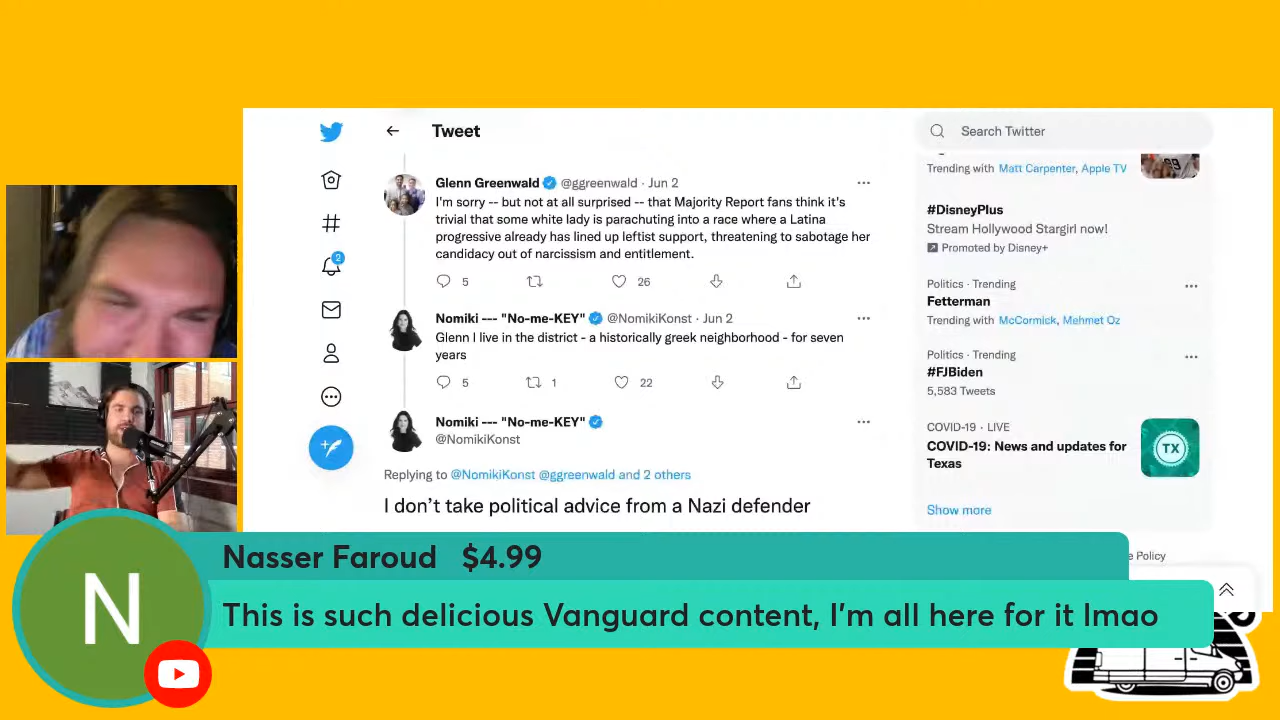 Tweet
Search Twitter
Glenn Greenwald @ggreenwald · Jun 2
I'm sorry -- but not at all surprised -- that Majority Report fans think it's
trivial that some white lady is parachuting into a race where a Latina
progressive already has lined up leftist support, threatening to sabotage her
candidacy out of narcissism and entitlement.
5 26
Nomiki --- "No-me-KEY" @NomikiKonst · Jun 2
Glenn I live in the district - a historically greek neighborhood - for seven
years
5 1 22
Nomiki --- "No-me-KEY"
@NomikiKonst
Replying to @NomikiKonst @ggreenwald and 2 others
I don’t take political advice from a Nazi defender
2
Trending with Matt Carpenter, Apple TV
99
#DisneyPlus
Stream Hollywood Stargirl now!
Promoted by Disney+
Politics · Trending
Fetterman
Trending with McCormick, Mehmet Oz
Politics · Trending
#FJBiden
5,583 Tweets
COVID-19 · LIVE
COVID-19: News and updates for
Texas
TX
Show more
Policy
N
Nasser Faroud $4.99
This is such delicious Vanguard content, I'm all here for it lmao